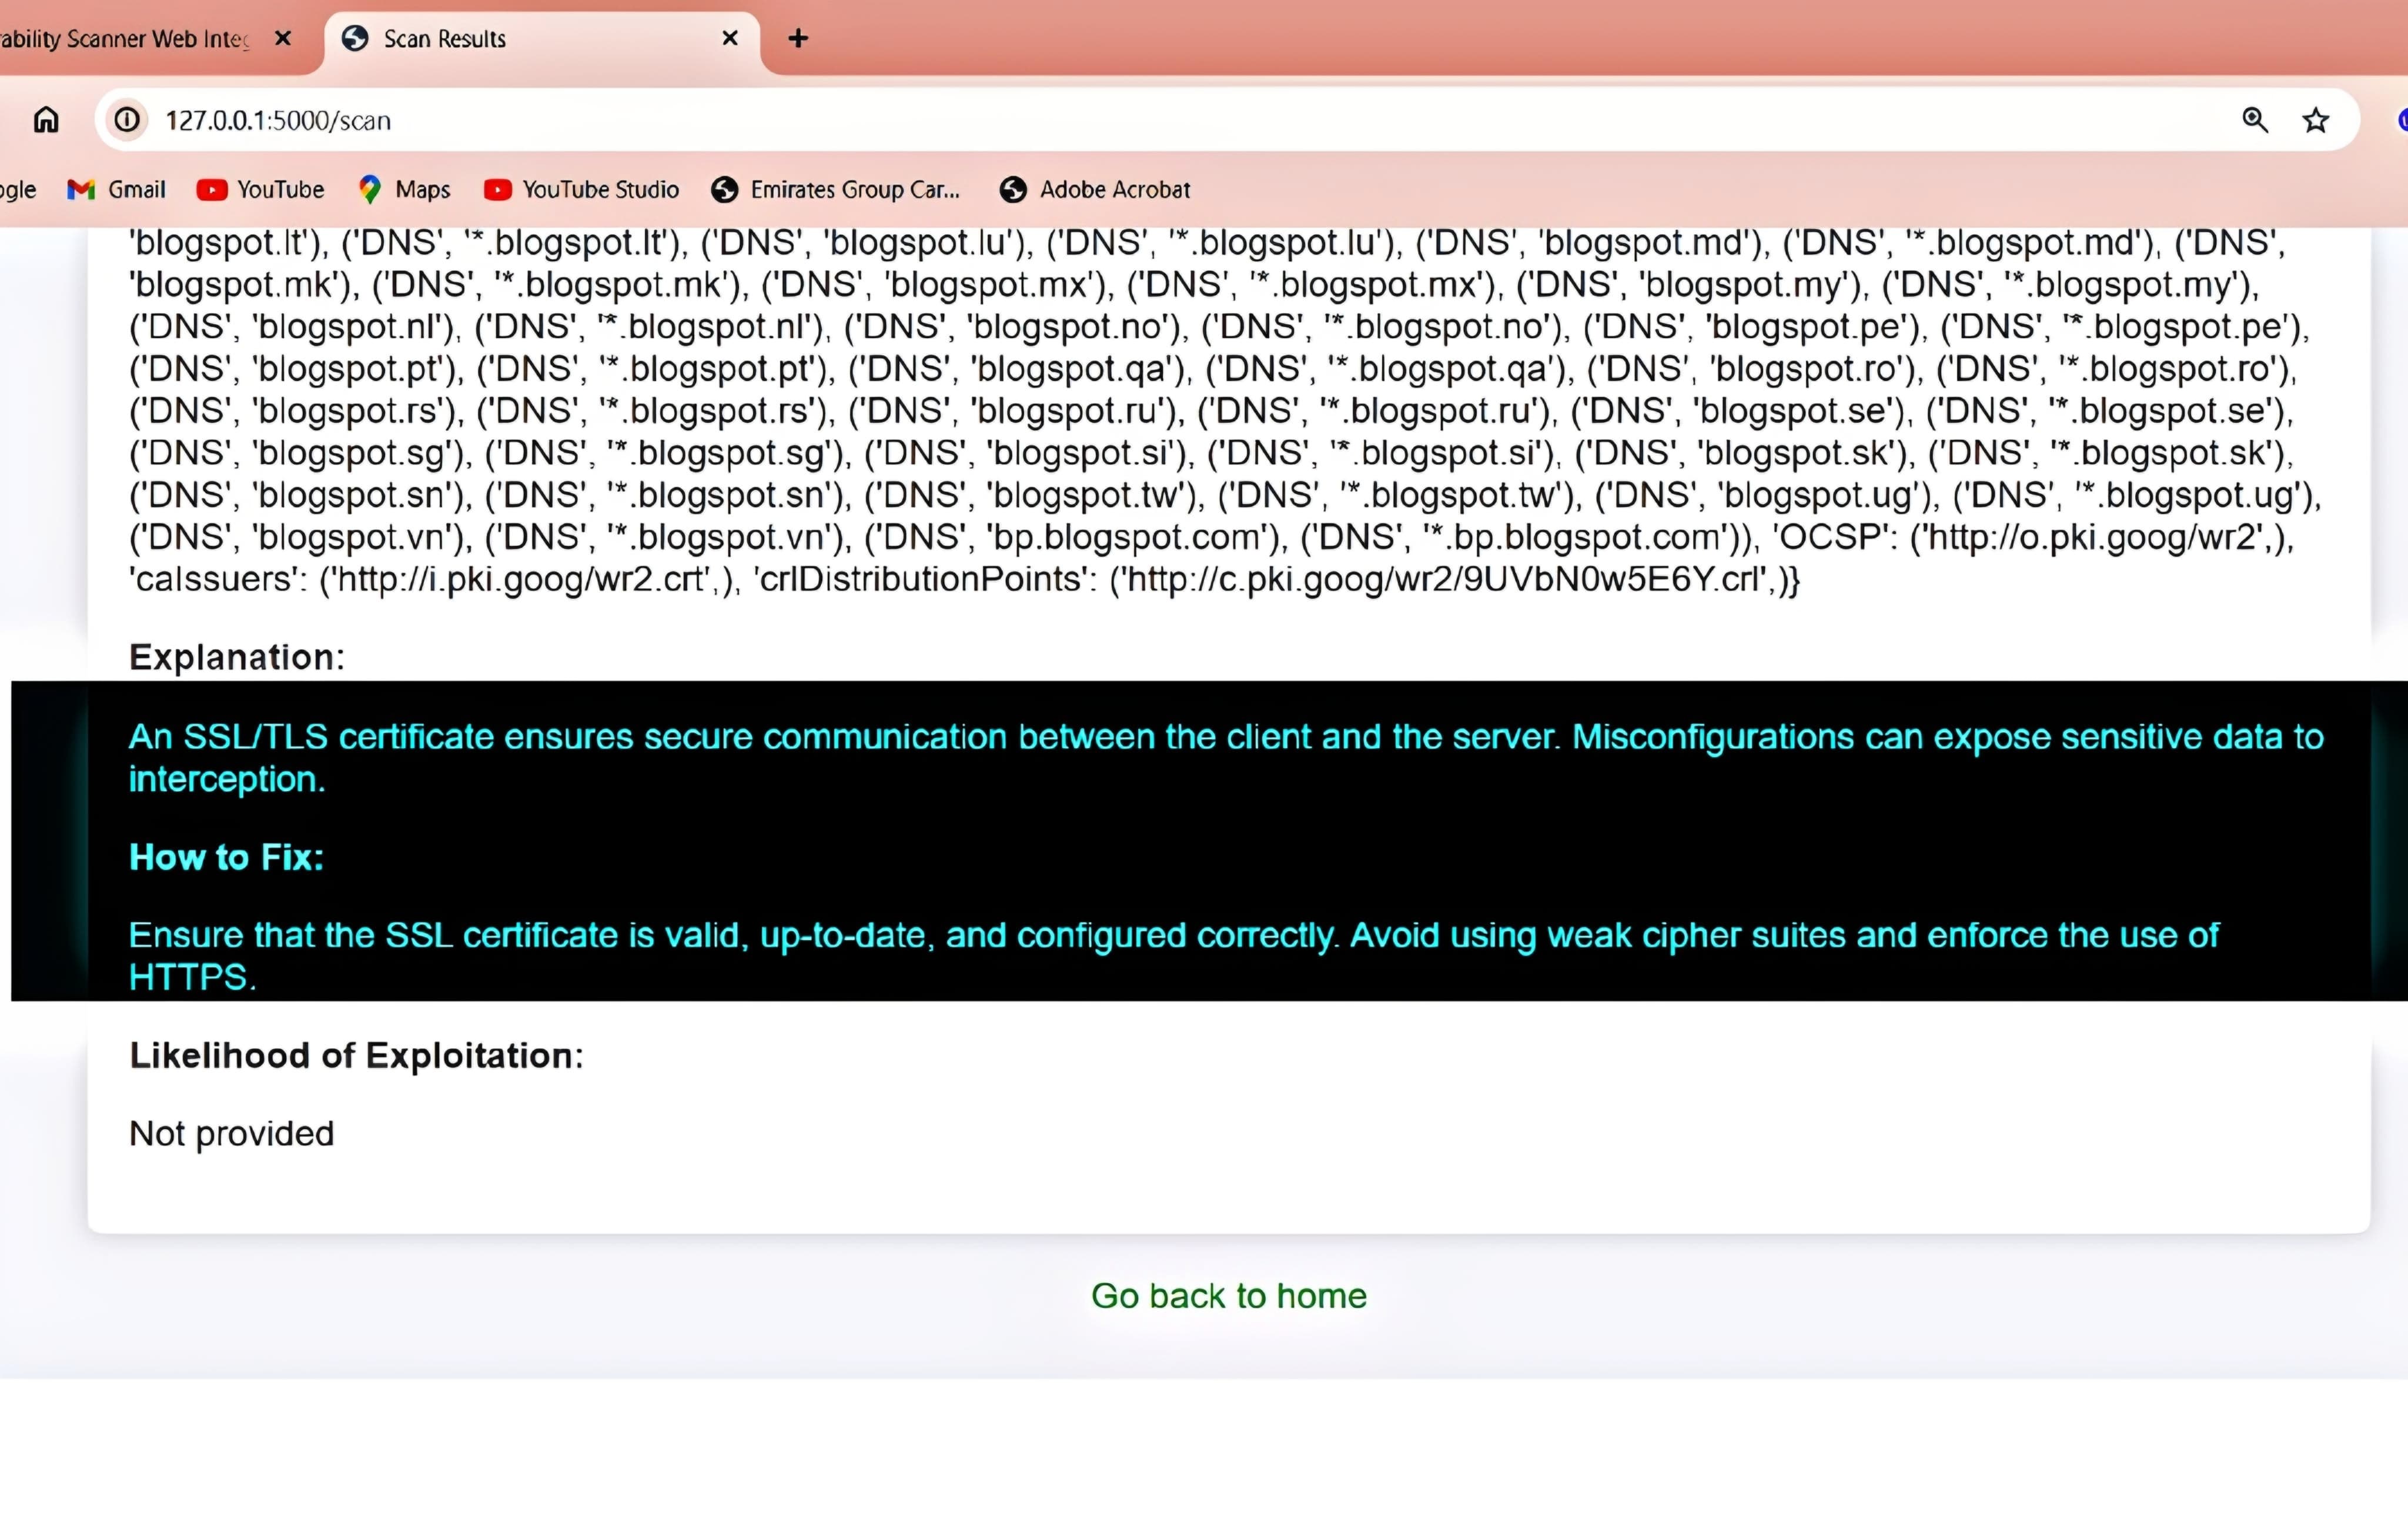 ability Scanner Web Integ
Scan Results
127.0.0.1:5000/scan
ogle Gmail YouTube Maps YouTube Studio Emirates Group Car... Adobe Acrobat
'blogspot.lt'), ('DNS', '*.blogspot.lt'), ('DNS', 'blogspot.lu'), ('DNS', '*.blogspot.lu'), ('DNS', 'blogspot.md'), ('DNS', '*.blogspot.md'), ('DNS',
'blogspot.mk'), ('DNS', '*.blogspot.mk'), ('DNS', 'blogspot.mx'), ('DNS', '*.blogspot.mx'), ('DNS', 'blogspot.my'), ('DNS', '*.blogspot.my'),
('DNS', 'blogspot.nl'), ('DNS', '*.blogspot.nl'), ('DNS', 'blogspot.no'), ('DNS', '*.blogspot.no'), ('DNS', 'blogspot.pe'), ('DNS', '*.blogspot.pe'),
('DNS', 'blogspot.pt'), ('DNS', '*.blogspot.pt'), ('DNS', 'blogspot.qa'), ('DNS', '*.blogspot.qa'), ('DNS', 'blogspot.ro'), ('DNS', '*.blogspot.ro'),
('DNS', 'blogspot.rs'), ('DNS', '*.blogspot.rs'), ('DNS', 'blogspot.ru'), ('DNS', '*.blogspot.ru'), ('DNS', 'blogspot.se'), ('DNS', '*.blogspot.se'),
('DNS', 'blogspot.sg'), ('DNS', '*.blogspot.sg'), ('DNS', 'blogspot.si'), ('DNS', '*.blogspot.si'), ('DNS', 'blogspot.sk'), ('DNS', '*.blogspot.sk'),
('DNS', 'blogspot.sn'), ('DNS', '*.blogspot.sn'), ('DNS', 'blogspot.tw'), ('DNS', '*.blogspot.tw'), ('DNS', 'blogspot.ug'), ('DNS', '*.blogspot.ug'),
('DNS', 'blogspot.vn'), ('DNS', '*.blogspot.vn'), ('DNS', 'bp.blogspot.com'), ('DNS', '*.bp.blogspot.com')), 'OCSP': ('http://o.pki.goog/wr2',),
'caIssuers': ('http://i.pki.goog/wr2.crt',), 'crlDistributionPoints': ('http://c.pki.goog/wr2/9UVbN0w5E6Y.crl',)}
Explanation:
An SSL/TLS certificate ensures secure communication between the client and the server. Misconfigurations can expose sensitive data to
interception.
How to Fix:
Ensure that the SSL certificate is valid, up-to-date, and configured correctly. Avoid using weak cipher suites and enforce the use of
HTTPS.
Likelihood of Exploitation:
Not provided
Go back to home